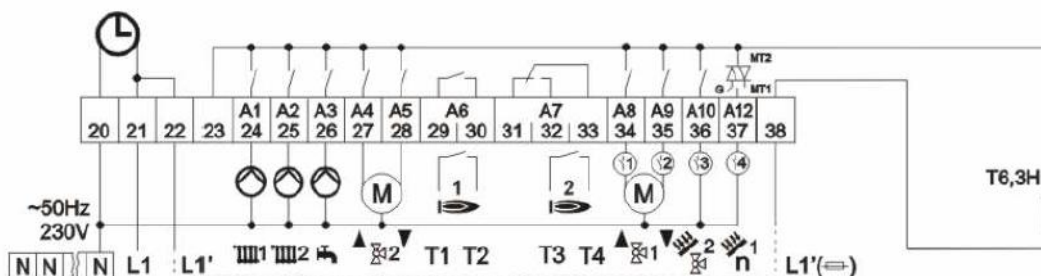 MT2
G MT1
A1 A2 A3 A4 A5 A6 A7 A8 A9 A10 A12
20 21 22 23 24 25 26 27 28 29 30 31 32 33 34 35 36 37 38
1 2 3 4
M 1 2 M
T6,3H
~50Hz
230V
1 2 2 T1 T2 T3 T4 1 2 1
N N N L1 L1' n L1'( )